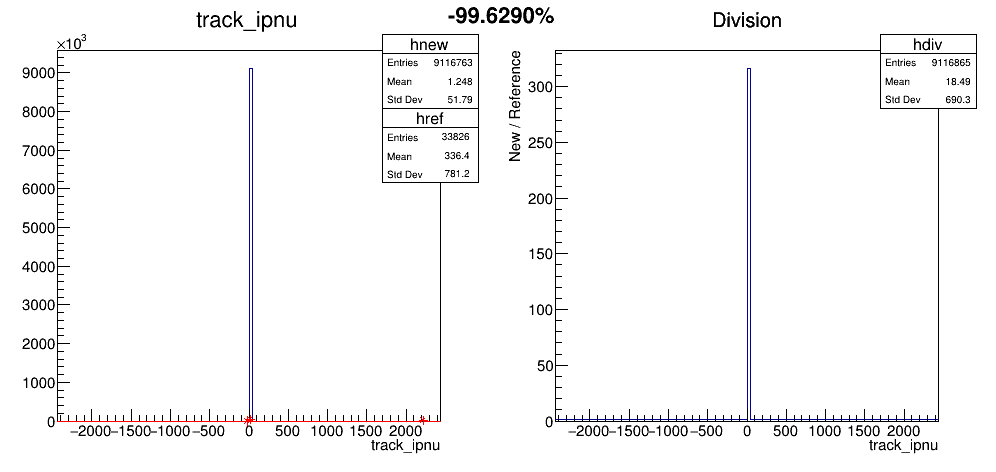 -99.6290%
track_ipnu
×10³
hnew
Entries 9116763
Mean 1.248
Std Dev 51.79
href
Entries 33826
Mean 336.4
Std Dev 781.2
9000
8000
7000
6000
5000
4000
3000
2000
1000
0
−2000 −1500 −1000 −500 0 500 1000 1500 2000
track_ipnu
Division
New / Reference
hdiv
Entries 9116865
Mean 18.49
Std Dev 690.3
300
250
200
150
100
50
0
−2000 −1500 −1000 −500 0 500 1000 1500 2000
track_ipnu